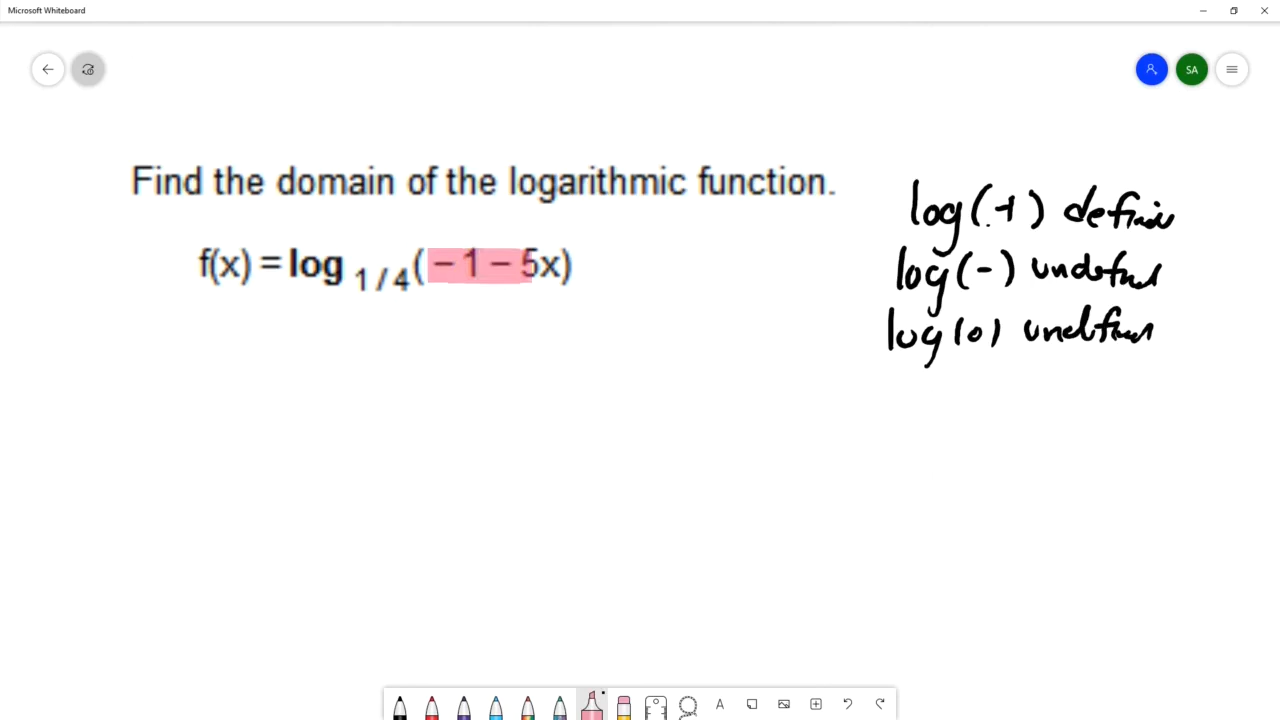 Microsoft Whiteboard
SA
Find the domain of the logarithmic function.
f(x) = log 1/4(−1−5x)
log(+)
log(-) undefined
log(0) undefined
A